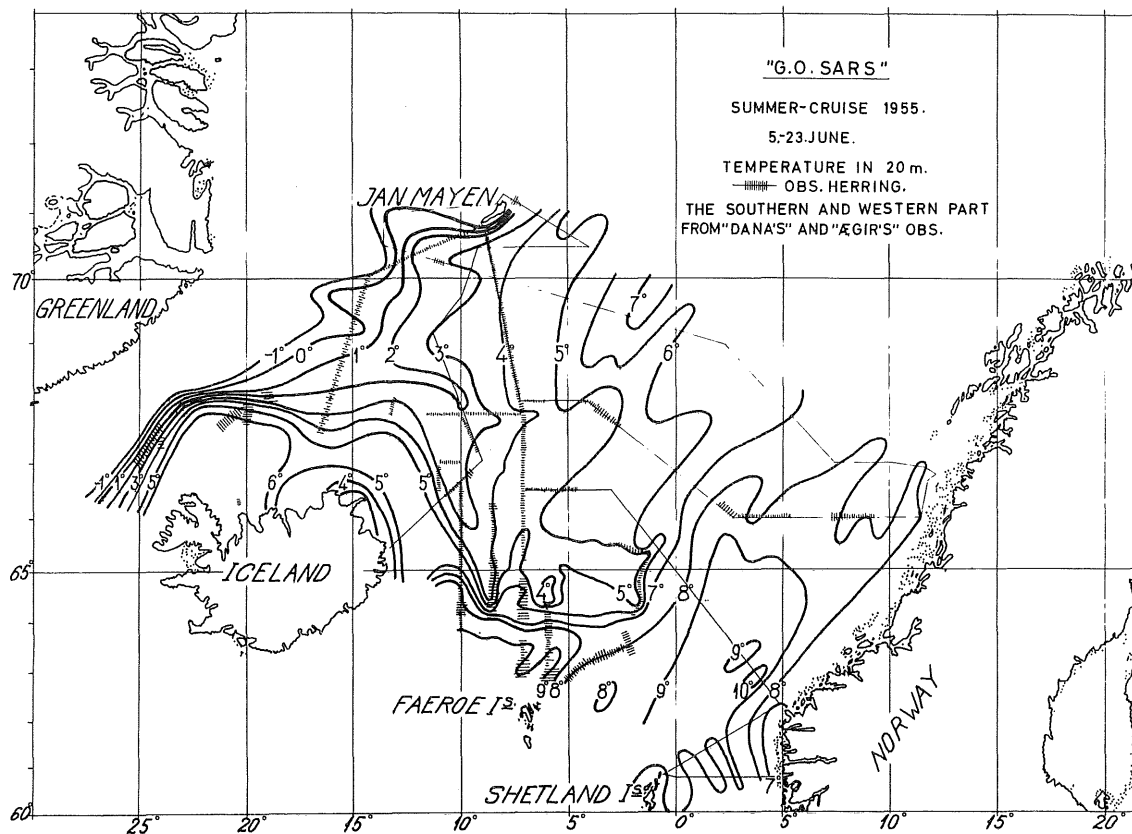 "G.O. SARS"
SUMMER-CRUISE 1955.
5.-23.JUNE.
TEMPERATURE IN 20 m.
OBS. HERRING.
THE SOUTHERN AND WESTERN PART
FROM "DANA'S" AND "ÆGIR'S" OBS.
JAN MAYEN
70°
GREENLAND
7°
-1° 0° 1° 2° 3° 4° 5° 6°
-1° 1° 3° 5° 6° 4° 5° 5°
ICELAND
65°
4° 5° 7° 8°
9° 8° 8° 9° 9° 10° 8°
FAEROE Is.
NORWAY
SHETLAND Is.
7°
60°
25° 20° 15° 10° 5° 0° 5° 10° 15° 20°